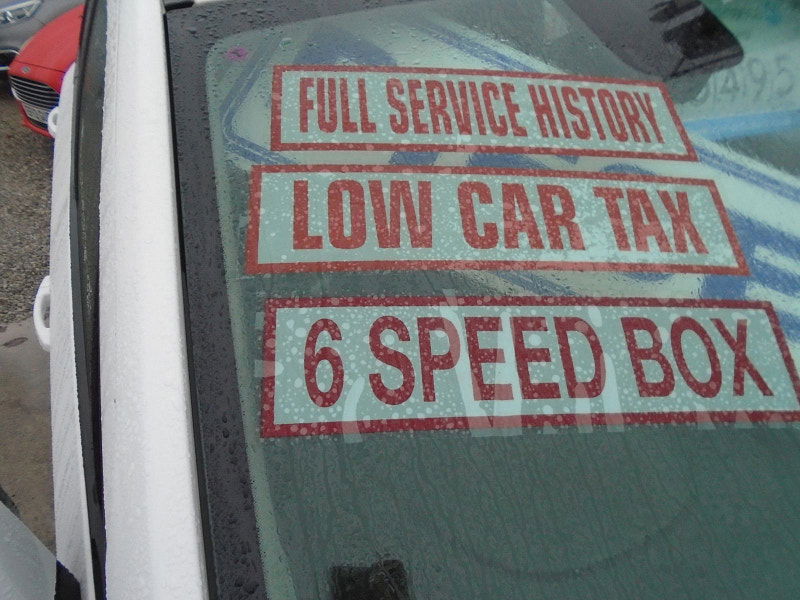 FULL SERVICE HISTORY
LOW CAR TAX
6 SPEED BOX